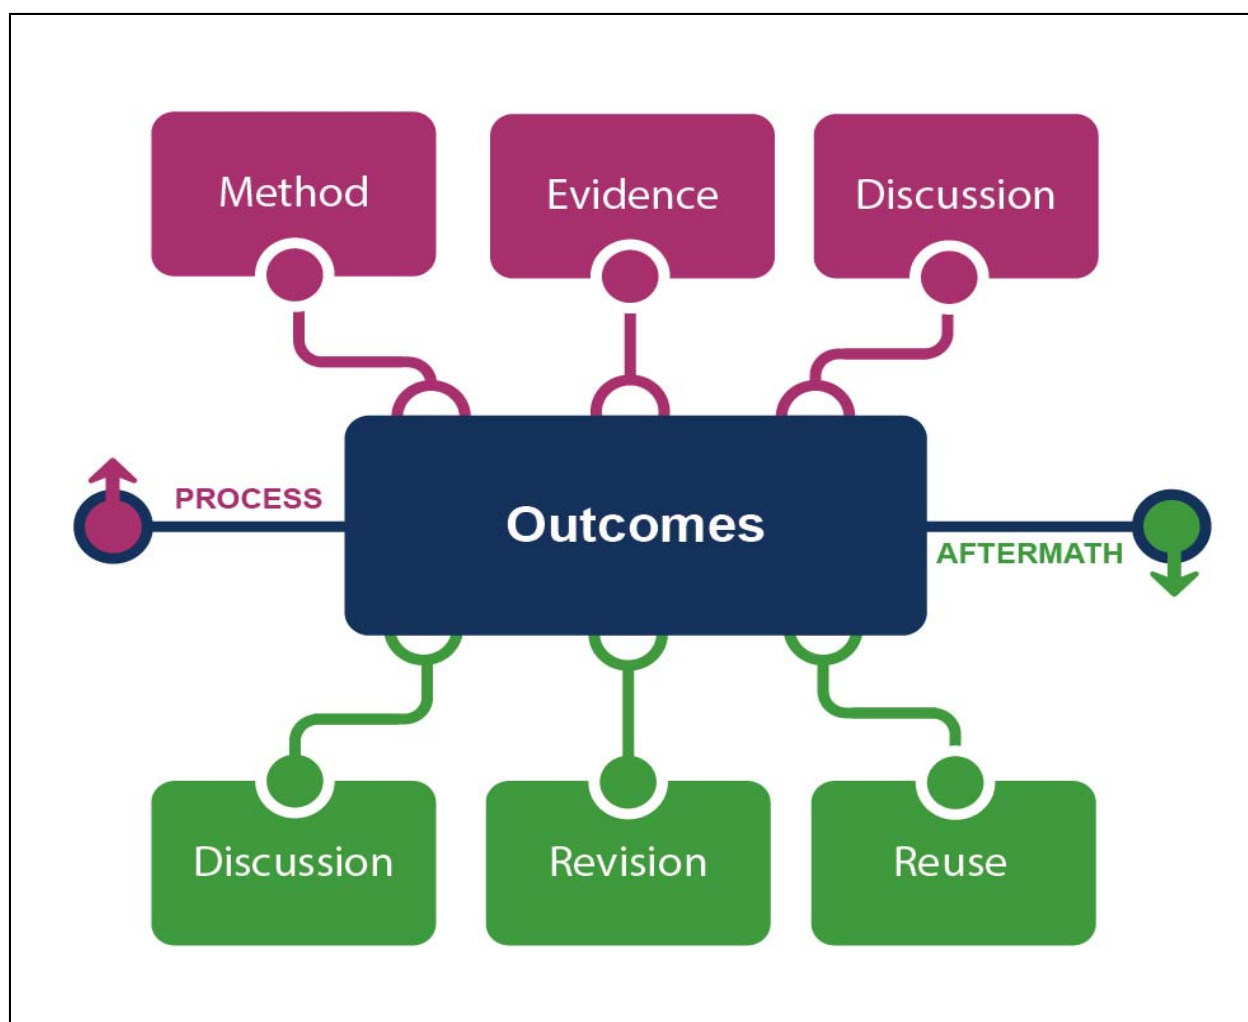 Method
Evidence
Discussion
PROCESS
Outcomes
AFTERMATH
Discussion
Revision
Reuse